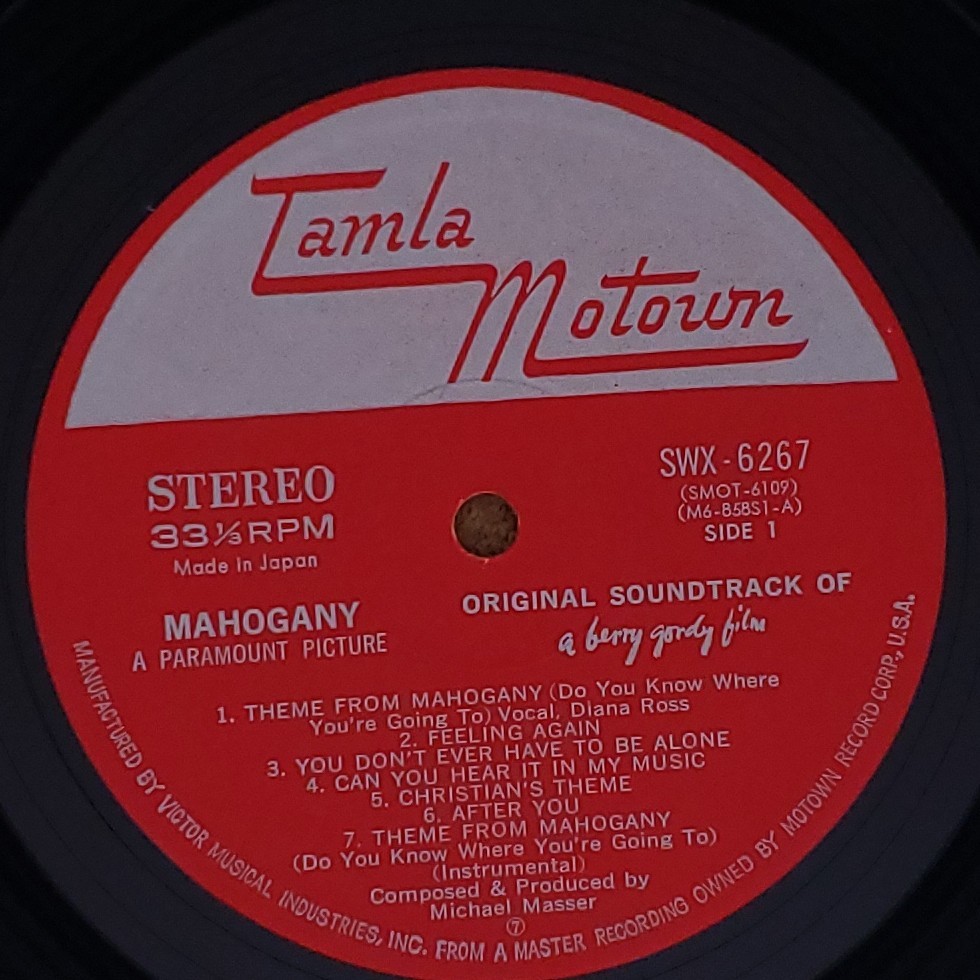 Tamla
Motown
STEREO
33⅓ RPM
Made in Japan
SWX-6267
(SMOT-6109)
(M6-858S1-A)
SIDE 1
MAHOGANY
A PARAMOUNT PICTURE
ORIGINAL SOUNDTRACK OF
a berry gordy film
1. THEME FROM MAHOGANY (Do You Know Where
You're Going To) Vocal, Diana Ross
2. FEELING AGAIN
3. YOU DON'T EVER HAVE TO BE ALONE
4. CAN YOU HEAR IT IN MY MUSIC
5. CHRISTIAN'S THEME
6. AFTER YOU
7. THEME FROM MAHOGANY
(Do You Know Where You're Going To)
(Instrumental)
Composed & Produced by
Michael Masser
⑦
MANUFACTURED BY VICTOR MUSICAL INDUSTRIES, INC. FROM A MASTER RECORDING OWNED BY MOTOWN RECORD CORP., U.S.A.